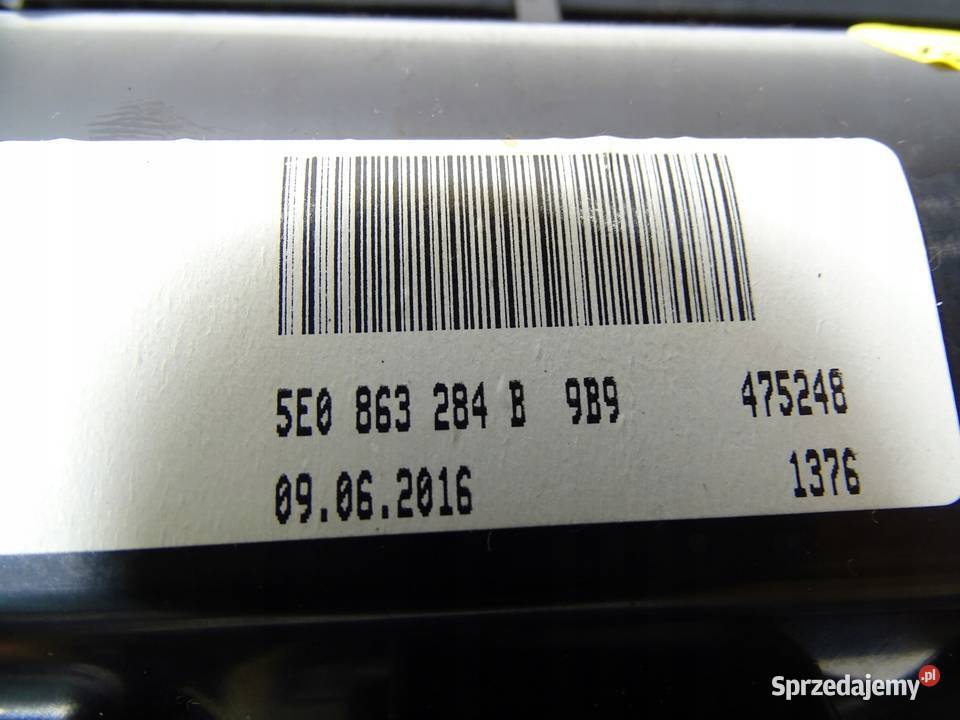 5E0 863 284 B 9B9 475248
09.06.2016 1376
Sprzedajemy.pl